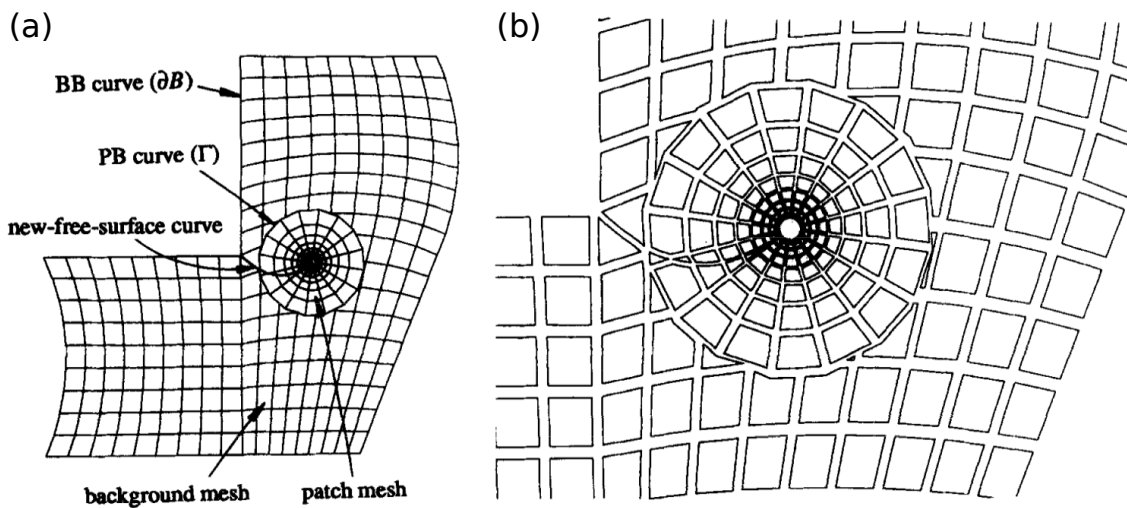 (a)
(b)
BB curve (∂B)
PB curve (Γ)
new-free-surface curve
background mesh
patch mesh